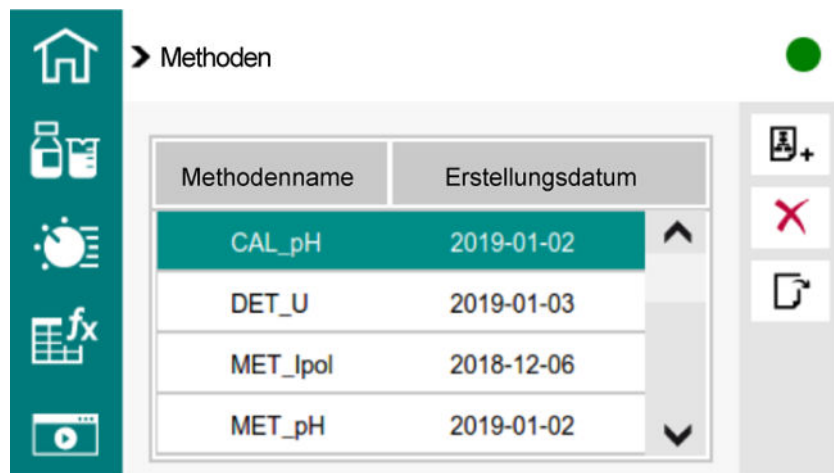 Methoden
Methodenname Erstellungsdatum
CAL_pH 2019-01-02
DET_U 2019-01-03
MET_Ipol 2018-12-06
MET_pH 2019-01-02
fx